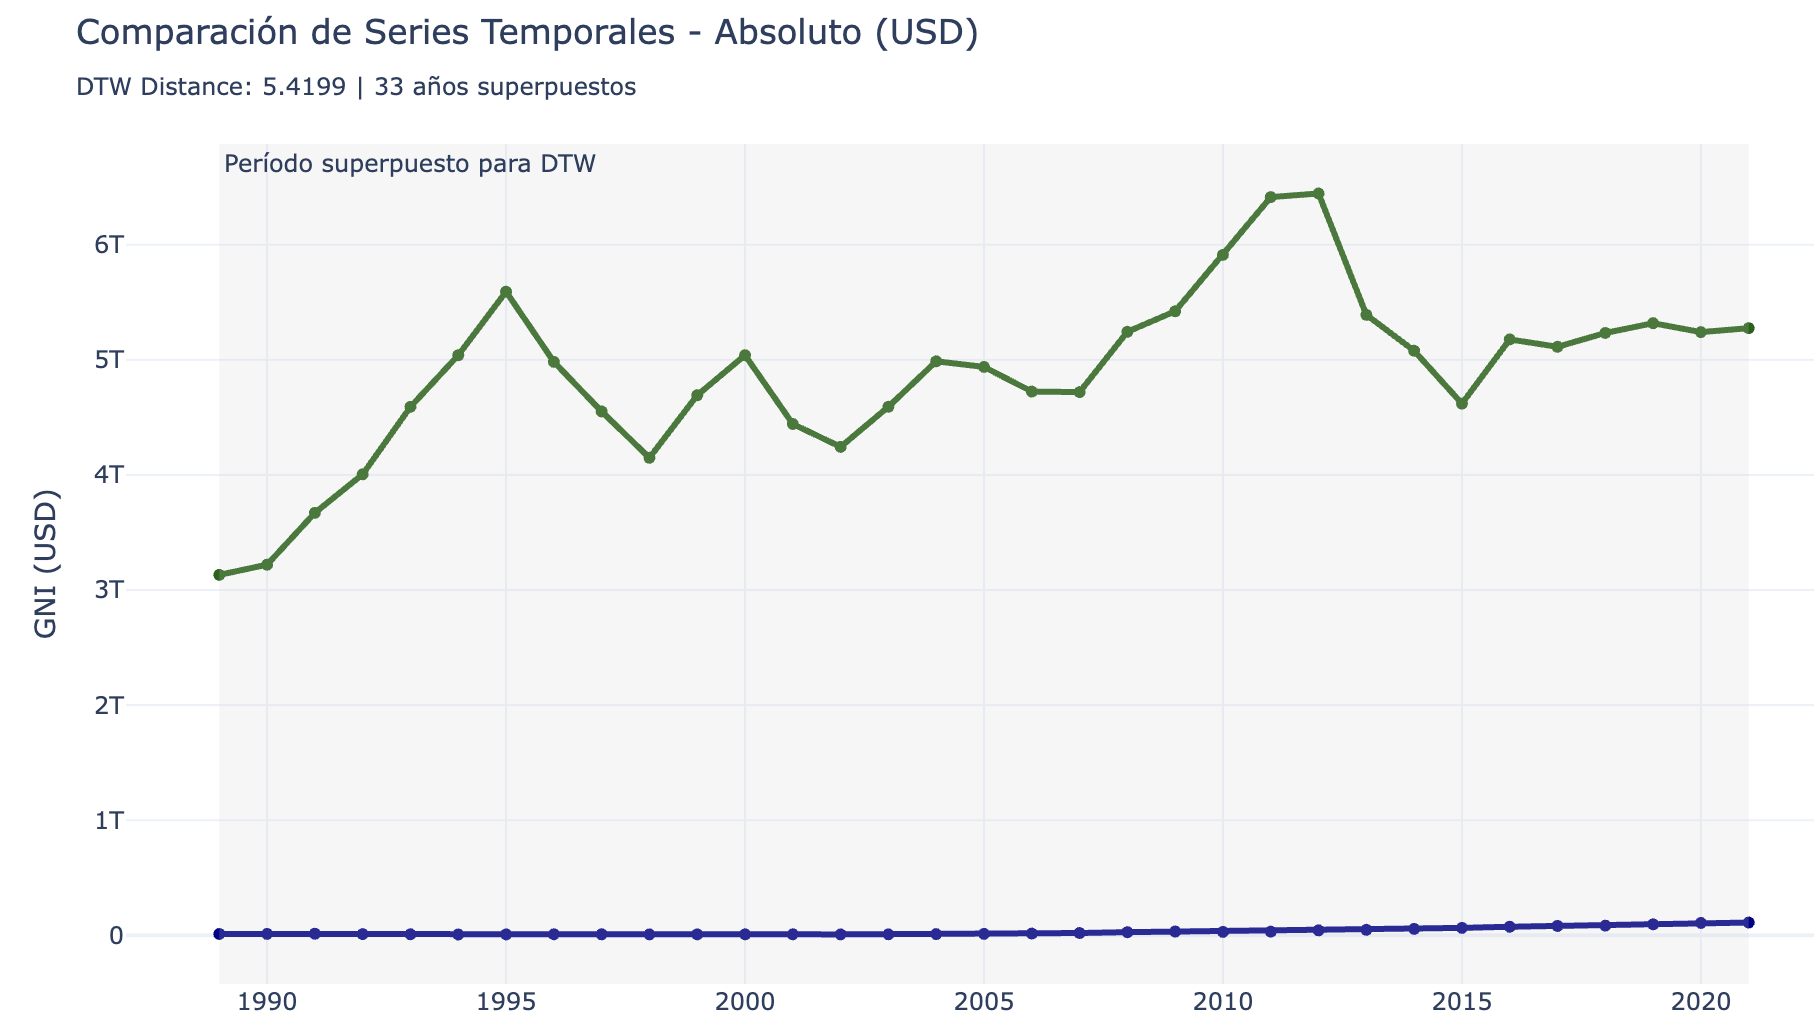 Comparación de Series Temporales - Absoluto (USD)
DTW Distance: 5.4199 | 33 años superpuestos
Período superpuesto para DTW
GNI (USD)
6T
5T
4T
3T
2T
1T
0
1990 1995 2000 2005 2010 2015 2020